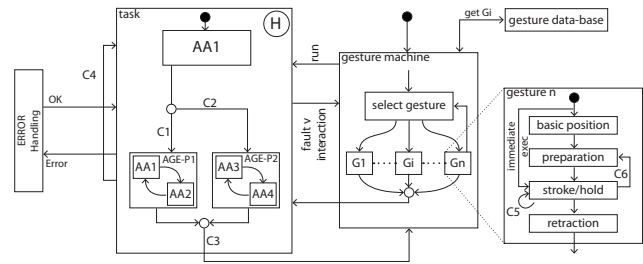 task
H
get Gi
gesture data-base
AA1
run
gesture machine
C4
select gesture
gesture n
ERROR
Handling
OK
C1
C2
fault v
interaction
immediate
exec
basic position
preparation
AGE-P1
AGE-P2
AA1
AA2
AA3
AA4
G1
Gi
Gn
C6
stroke/hold
C5
Error
retraction
C3